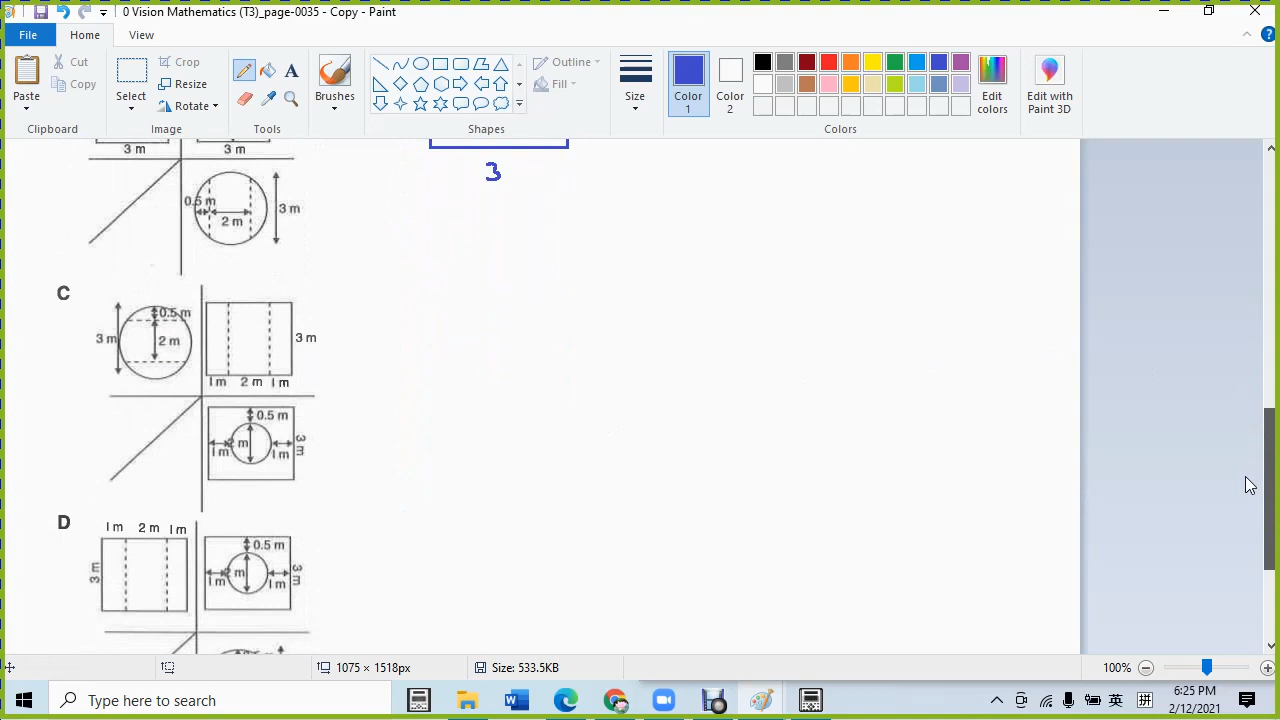 0 Vision Mathematics (T3)_page-0035 - Copy - Paint
File Home View
Paste Cut Copy Clipboard
Select Crop Resize Rotate Image
A Tools
Brushes
Outline Fill Shapes
Size
Color 1 Color 2 Colors
Edit colors
Edit with Paint 3D
3 m 3 m
3
0.5 m 2 m 3 m
C
3 m 0.5 m 2 m
3 m
1 m 2 m 1 m
0.5 m
2 m 3 m
1 m 1 m
D
1 m 2 m 1 m
3 m
0.5 m
2 m 3 m
1 m 1 m
1075 × 1518px Size: 533.5KB 100%
Type here to search
英 拼
6:25 PM
2/12/2021